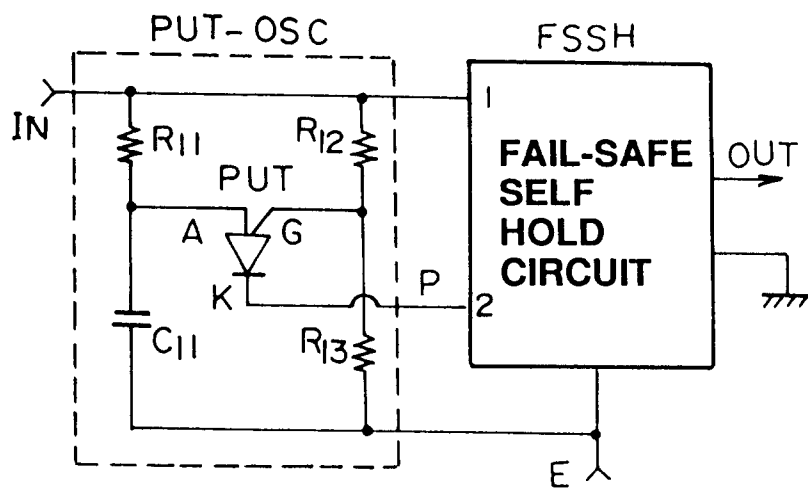 PUT-OSC
FSSH
IN
R11
R12
1
PUT
A
G
FAIL-SAFE
SELF
HOLD
CIRCUIT
OUT
K
P
2
C11
R13
E